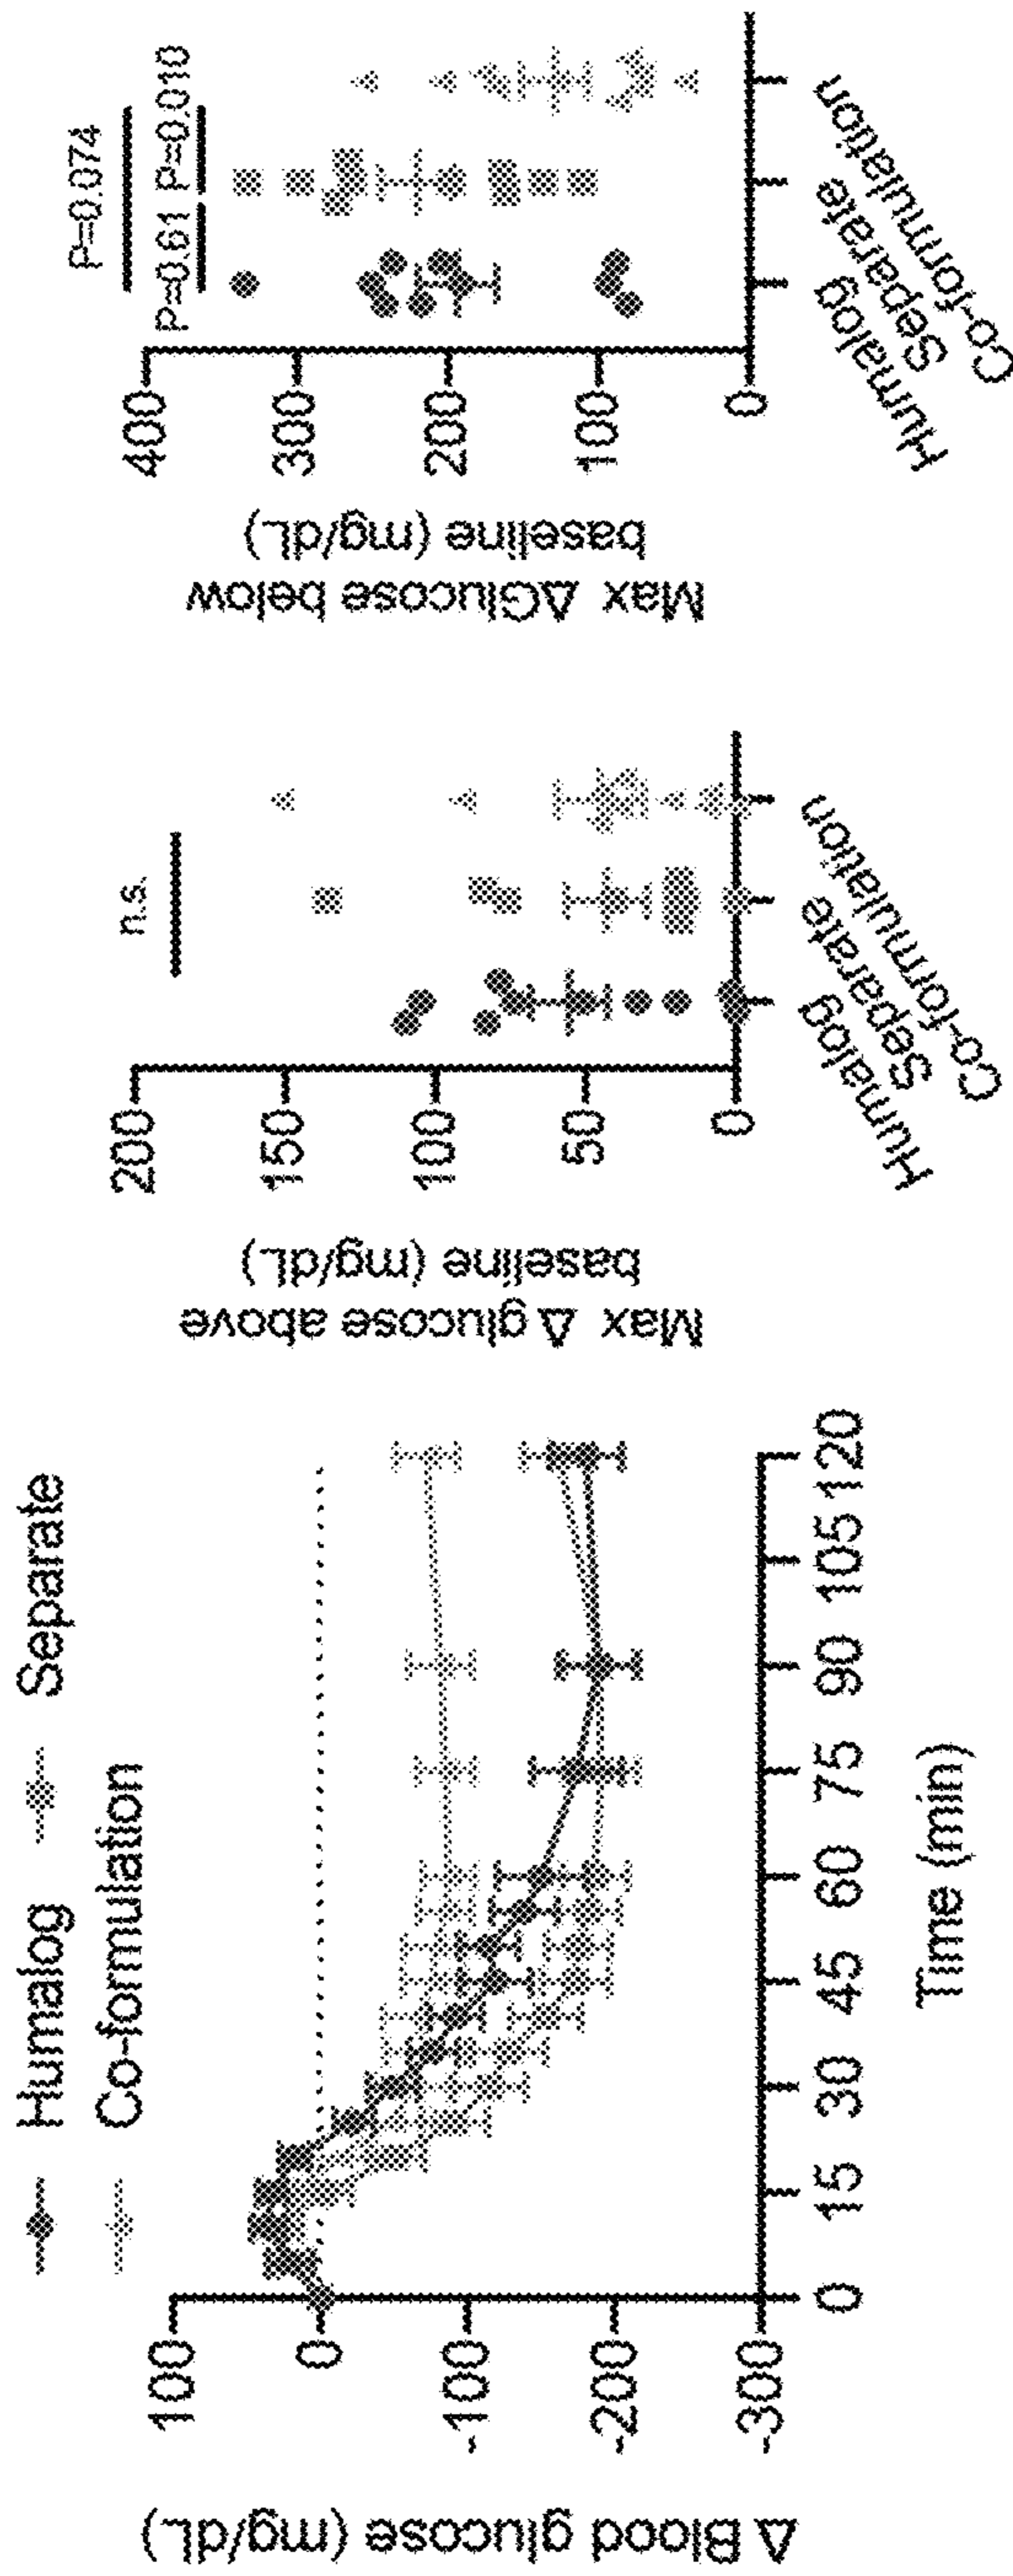 Humalog
Separate
Co-formulation
Δ Blood glucose (mg/dL)
100
0
-100
-200
-300
0 15 30 45 60 75 90 105 120
Time (min)
Max Δ glucose above
baseline (mg/dL)
200
150
100
50
0
n.s.
Humalog
Separate
Co-formulation
Max ΔGlucose below
baseline (mg/dL)
400
300
200
100
0
P=0.074
P=0.61 P=0.010
Humalog
Separate
Co-formulation